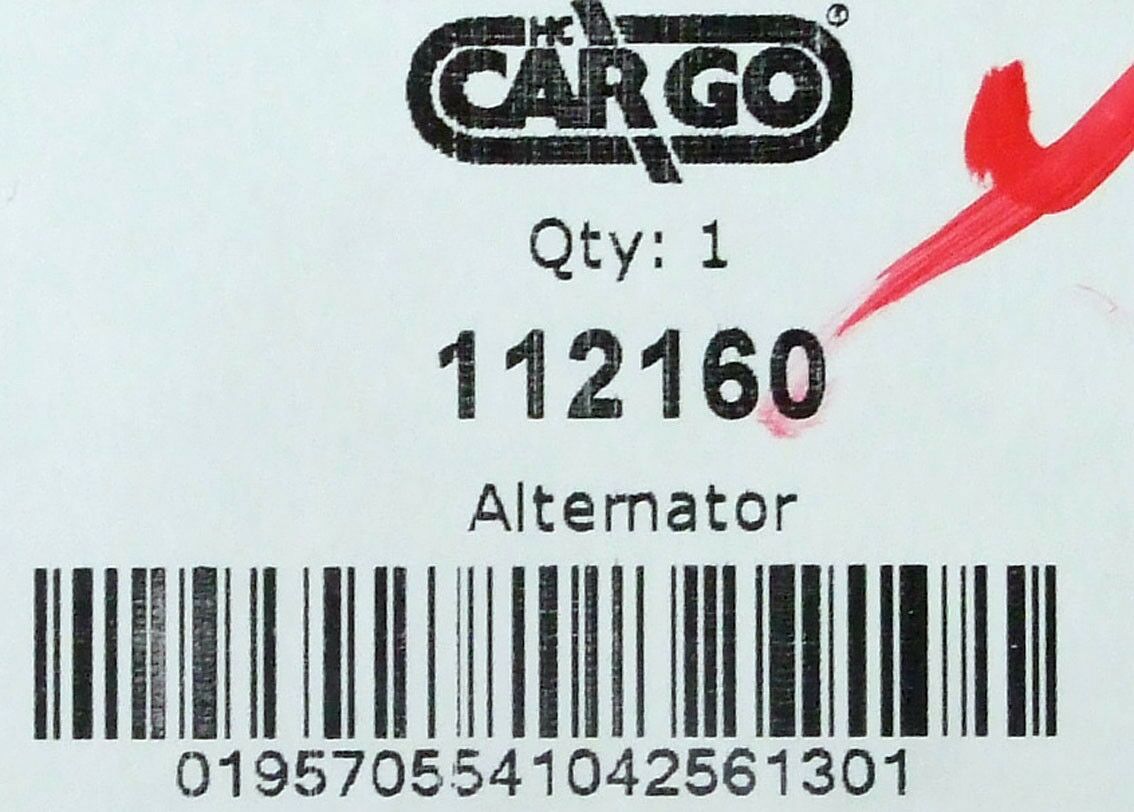 HC
CARGO®
Qty: 1
112160
Alternator
0195705541042561301